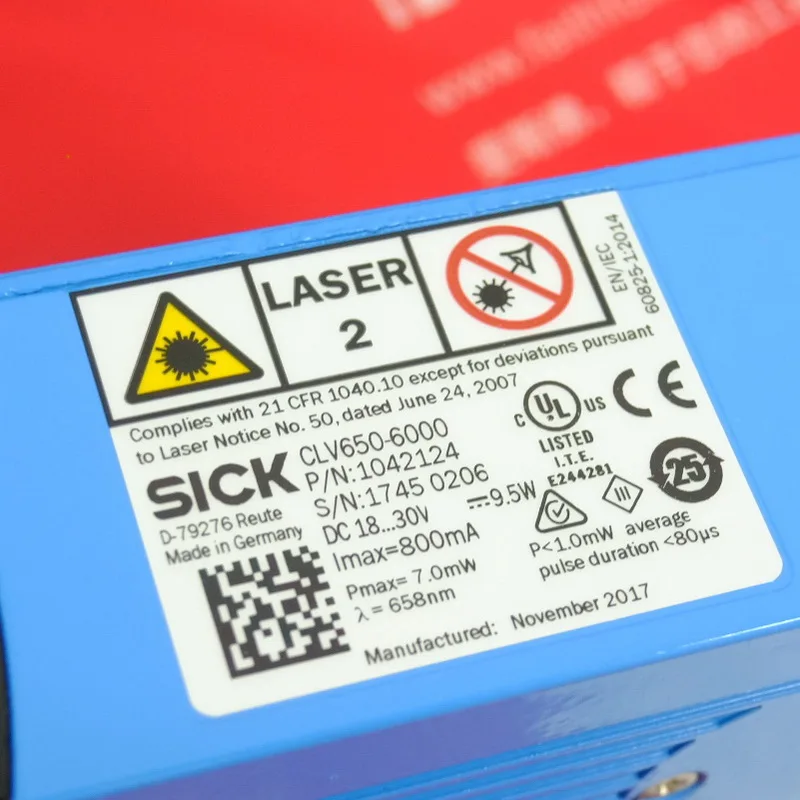 LASER
2
EN/IEC
60825-1:2014
Complies with 21 CFR 1040.10 except for deviations pursuant
to Laser Notice No. 50, dated June 24, 2007
SICK
D-79276 Reute
Made in Germany
CLV650-6000
P/N:1042124
S/N:1745 0206
DC 18...30V
9.5W
Imax=800mA
Pmax= 7.0mW
λ = 658nm
C UL US
LISTED
I.T.E.
E244281
CE
25
III
P<1.0mW average
pulse duration <80µs
Manufactured: November 2017